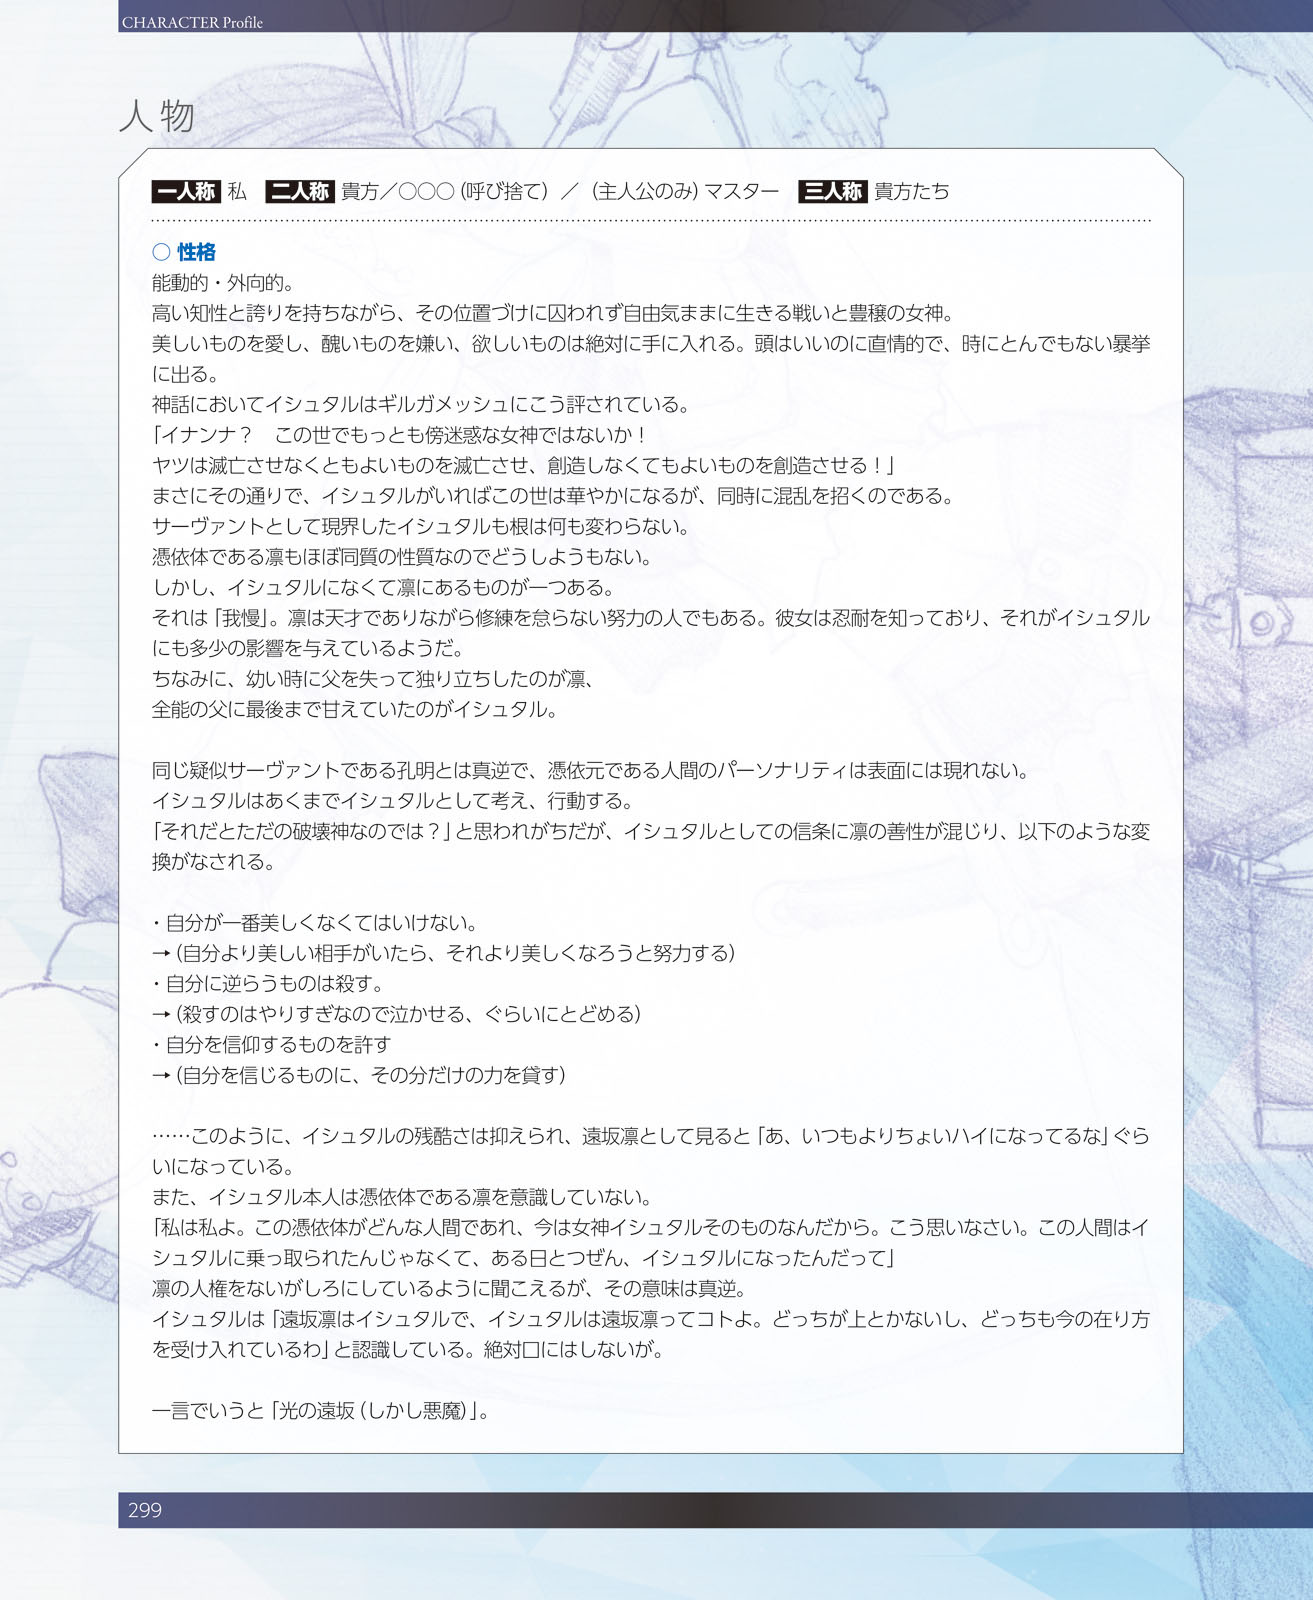 CHARACTER Profile
人物
一人称 私 二人称 貴方／○○○（呼び捨て）／（主人公のみ）マスター 三人称 貴方たち
○ 性格
能動的・外向的。
高い知性と誇りを持ちながら、その位置づけに囚われず自由気ままに生きる戦いと豊穣の女神。
美しいものを愛し、醜いものを嫌い、欲しいものは絶対に手に入れる。頭はいいのに直情的で、時にとんでもない暴挙
に出る。
神話においてイシュタルはギルガメッシュにこう評されている。
「イナンナ？　この世でもっとも傍迷惑な女神ではないか！
ヤツは滅亡させなくともよいものを滅亡させ、創造しなくてもよいものを創造させる！」
まさにその通りで、イシュタルがいればこの世は華やかになるが、同時に混乱を招くのである。
サーヴァントとして現界したイシュタルも根は何も変わらない。
憑依体である凛もほぼ同質の性質なのでどうしようもない。
しかし、イシュタルになくて凛にあるものが一つある。
それは「我慢」。凛は天才でありながら修練を怠らない努力の人でもある。彼女は忍耐を知っており、それがイシュタル
にも多少の影響を与えているようだ。
ちなみに、幼い時に父を失って独り立ちしたのが凛、
全能の父に最後まで甘えていたのがイシュタル。
同じ疑似サーヴァントである孔明とは真逆で、憑依元である人間のパーソナリティは表面には現れない。
イシュタルはあくまでイシュタルとして考え、行動する。
「それだとただの破壊神なのでは？」と思われがちだが、イシュタルとしての信条に凛の善性が混じり、以下のような変
換がなされる。
・自分が一番美しくなくてはいけない。
→（自分より美しい相手がいたら、それより美しくなろうと努力する）
・自分に逆らうものは殺す。
→（殺すのはやりすぎなので泣かせる、ぐらいにとどめる）
・自分を信仰するものを許す
→（自分を信じるものに、その分だけの力を貸す）
……このように、イシュタルの残酷さは抑えられ、遠坂凛として見ると「あ、いつもよりちょいハイになってるな」ぐら
いになっている。
また、イシュタル本人は憑依体である凛を意識していない。
「私は私よ。この憑依体がどんな人間であれ、今は女神イシュタルそのものなんだから。こう思いなさい。この人間はイ
シュタルに乗っ取られたんじゃなくて、ある日とつぜん、イシュタルになったんだって」
凛の人権をないがしろにしているように聞こえるが、その意味は真逆。
イシュタルは「遠坂凛はイシュタルで、イシュタルは遠坂凛ってコトよ。どっちが上とかないし、どっちも今の在り方
を受け入れているわ」と認識している。絶対口にはしないが。
一言でいうと「光の遠坂（しかし悪魔）」。
299